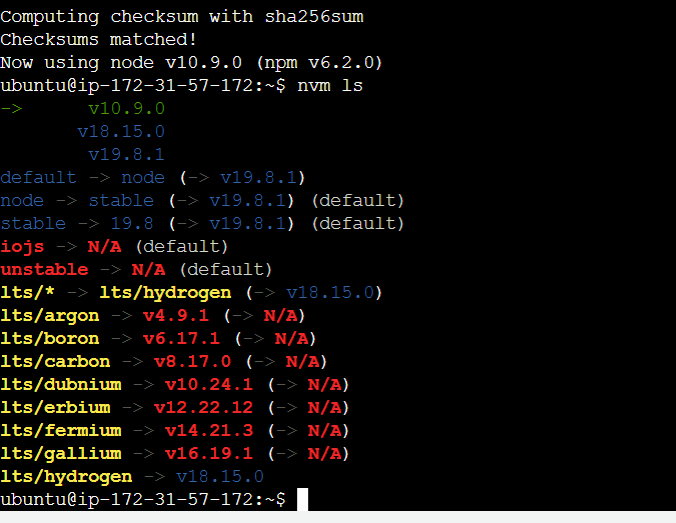 Computing checksum with sha256sum
Checksums matched!
Now using node v10.9.0 (npm v6.2.0)
ubuntu@ip-172-31-57-172:~$ nvm ls
->      v10.9.0
       v18.15.0
        v19.8.1
default -> node (-> v19.8.1)
node -> stable (-> v19.8.1) (default)
stable -> 19.8 (-> v19.8.1) (default)
iojs -> N/A (default)
unstable -> N/A (default)
lts/* -> lts/hydrogen (-> v18.15.0)
lts/argon -> v4.9.1 (-> N/A)
lts/boron -> v6.17.1 (-> N/A)
lts/carbon -> v8.17.0 (-> N/A)
lts/dubnium -> v10.24.1 (-> N/A)
lts/erbium -> v12.22.12 (-> N/A)
lts/fermium -> v14.21.3 (-> N/A)
lts/gallium -> v16.19.1 (-> N/A)
lts/hydrogen -> v18.15.0
ubuntu@ip-172-31-57-172:~$